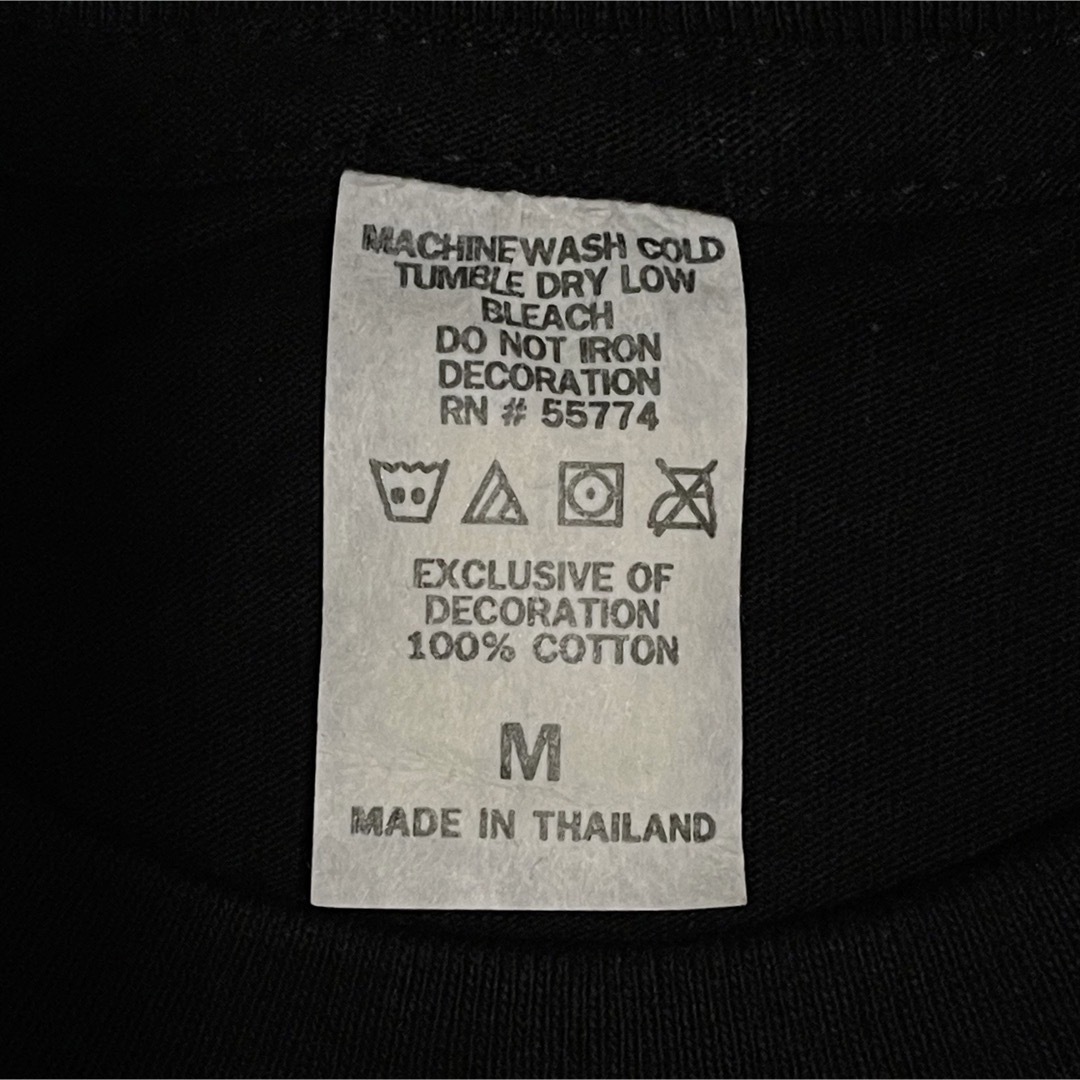 MACHINEWASH COLD
TUMBLE DRY LOW
BLEACH
DO NOT IRON
DECORATION
RN # 55774
EXCLUSIVE OF
DECORATION
100% COTTON
M
MADE IN THAILAND